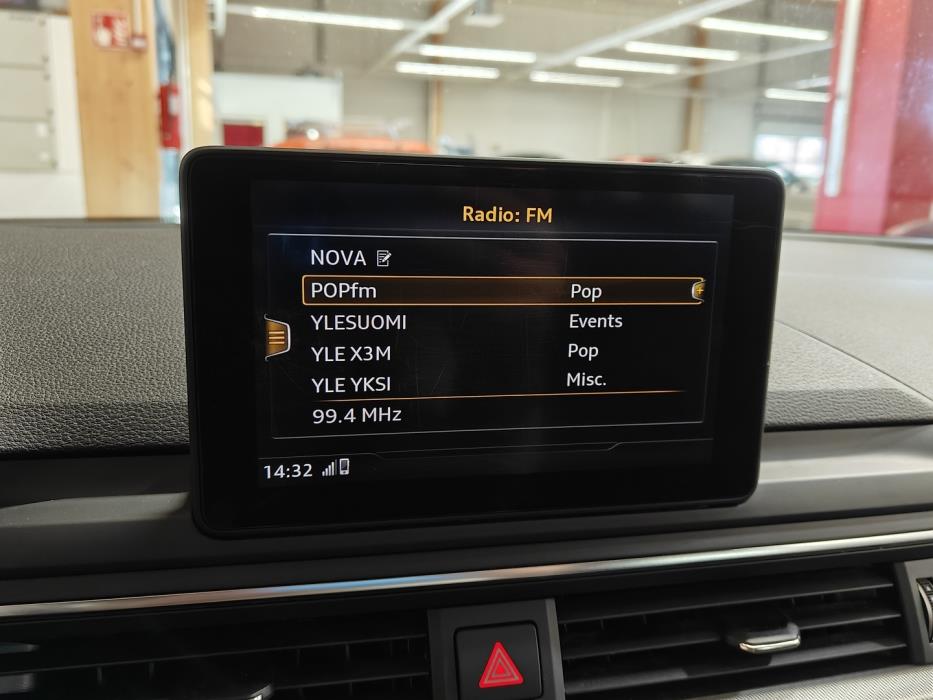 Radio: FM
NOVA
POPfm Pop
YLESUOMI Events
YLE X3M Pop
YLE YKSI Misc.
99.4 MHz
14:32